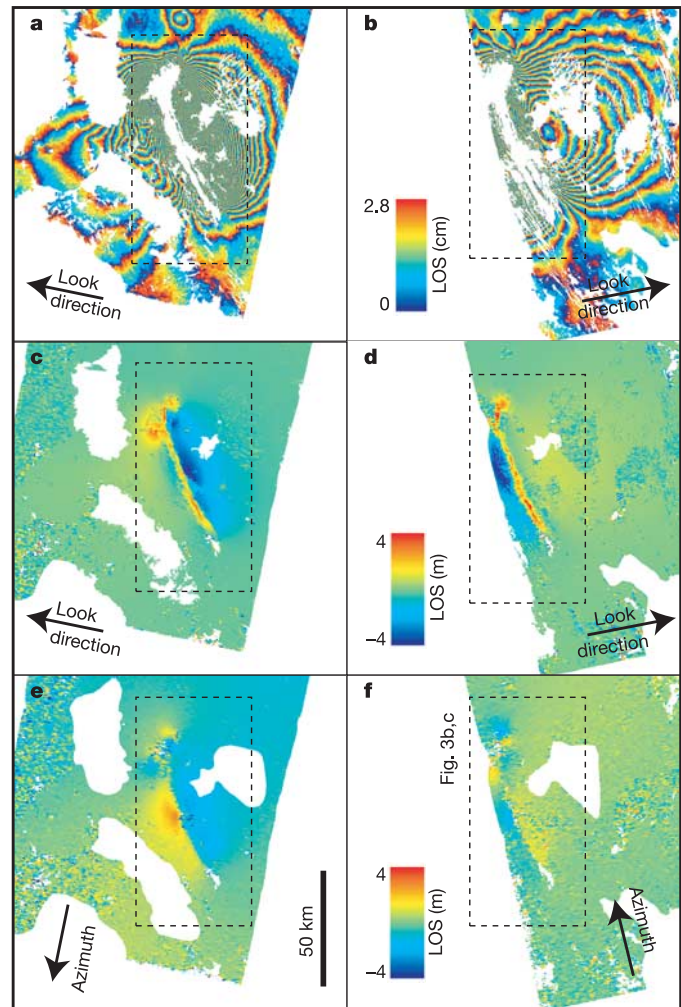 a
b
2.8
LOS (cm)
0
Look
direction
Look
direction
c
d
4
LOS (m)
−4
Look
direction
Look
direction
e
f
Fig. 3b,c
4
LOS (m)
−4
50 km
Azimuth
Azimuth